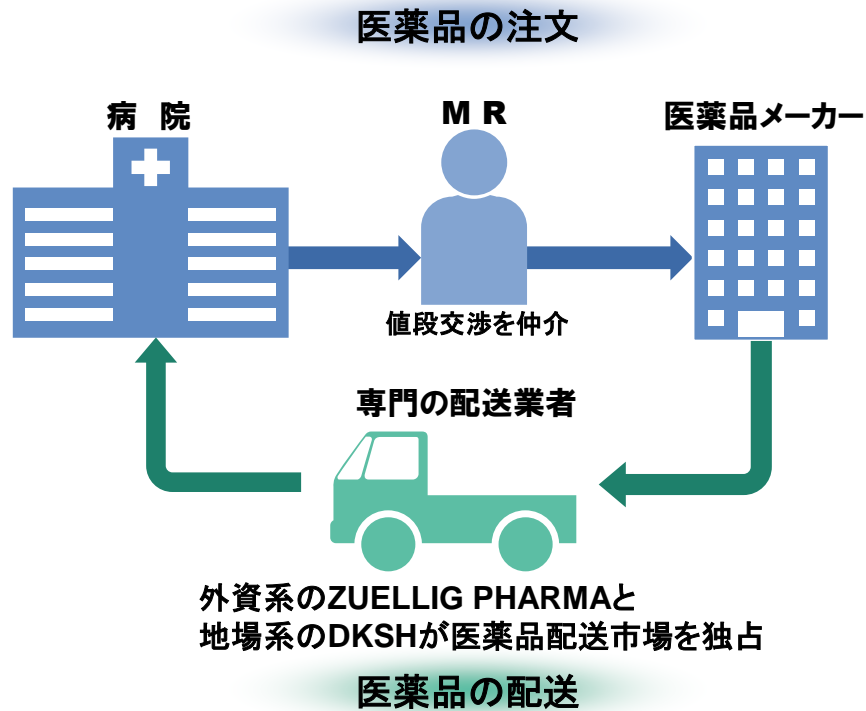 医薬品の注文
病　院
ＭＲ
医薬品メーカー
値段交渉を仲介
専門の配送業者
外資系のZUELLIG PHARMAと
地場系のDKSHが医薬品配送市場を独占
医薬品の配送